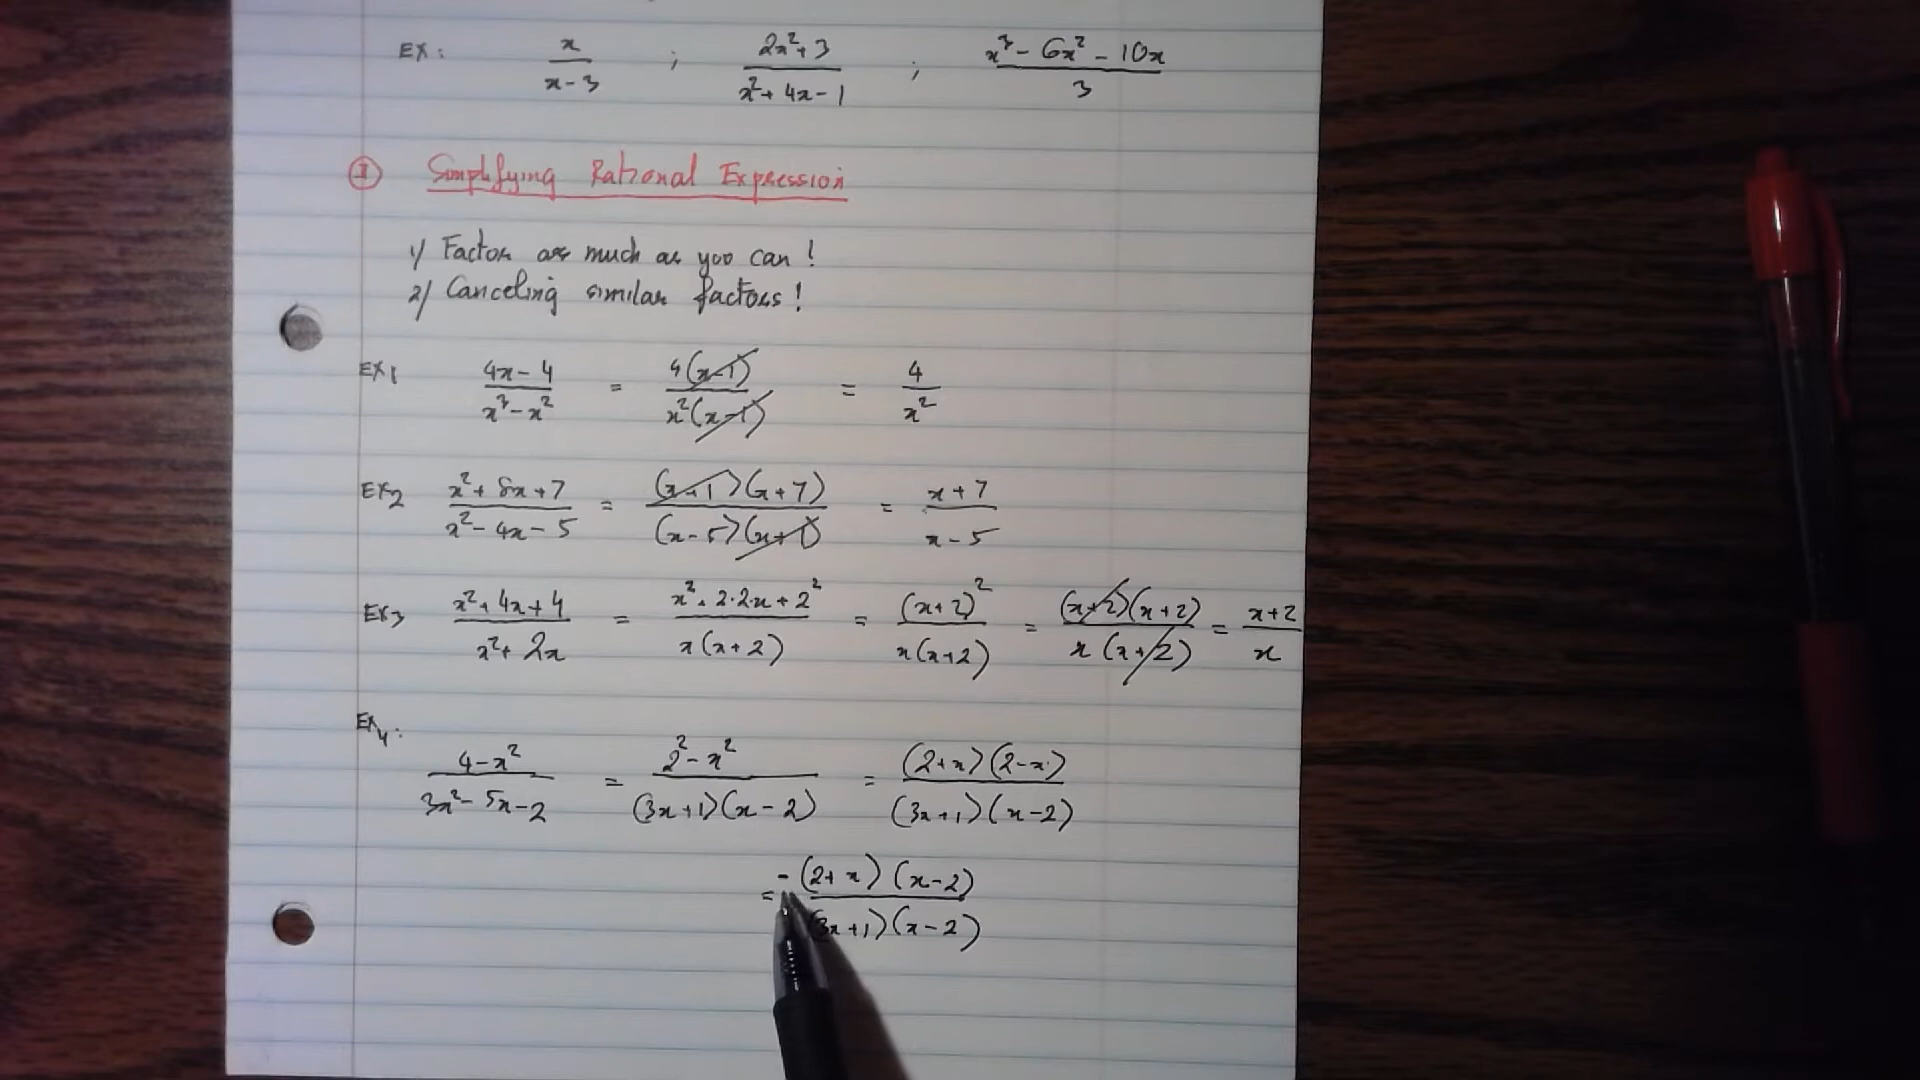 EX: x/(x-3) ; (2x²+3)/(x²+4x-1) ; (x³-6x²-10x)/3
I Simplifying Rational Expression
1) Factor as much as you can!
2) Canceling similar factors!
EX1 (4x-4)/(x³-x²) = 4(x-1)/x²(x-1) = 4/x²
EX2 (x²+8x+7)/(x²-4x-5) = (x+1)(x+7)/(x-5)(x+1) = (x+7)/(x-5)
EX3 (x²+4x+4)/(x²+2x) = (x²+2·2x+2²)/x(x+2) = (x+2)²/x(x+2) = (x+2)(x+2)/x(x+2) = (x+2)/x
EX4:
(4-x²)/(3x²-5x-2) = (2²-x²)/(3x+1)(x-2) = (2+x)(2-x)/(3x+1)(x-2)
= -(2+x)(x-2)/(3x+1)(x-2)